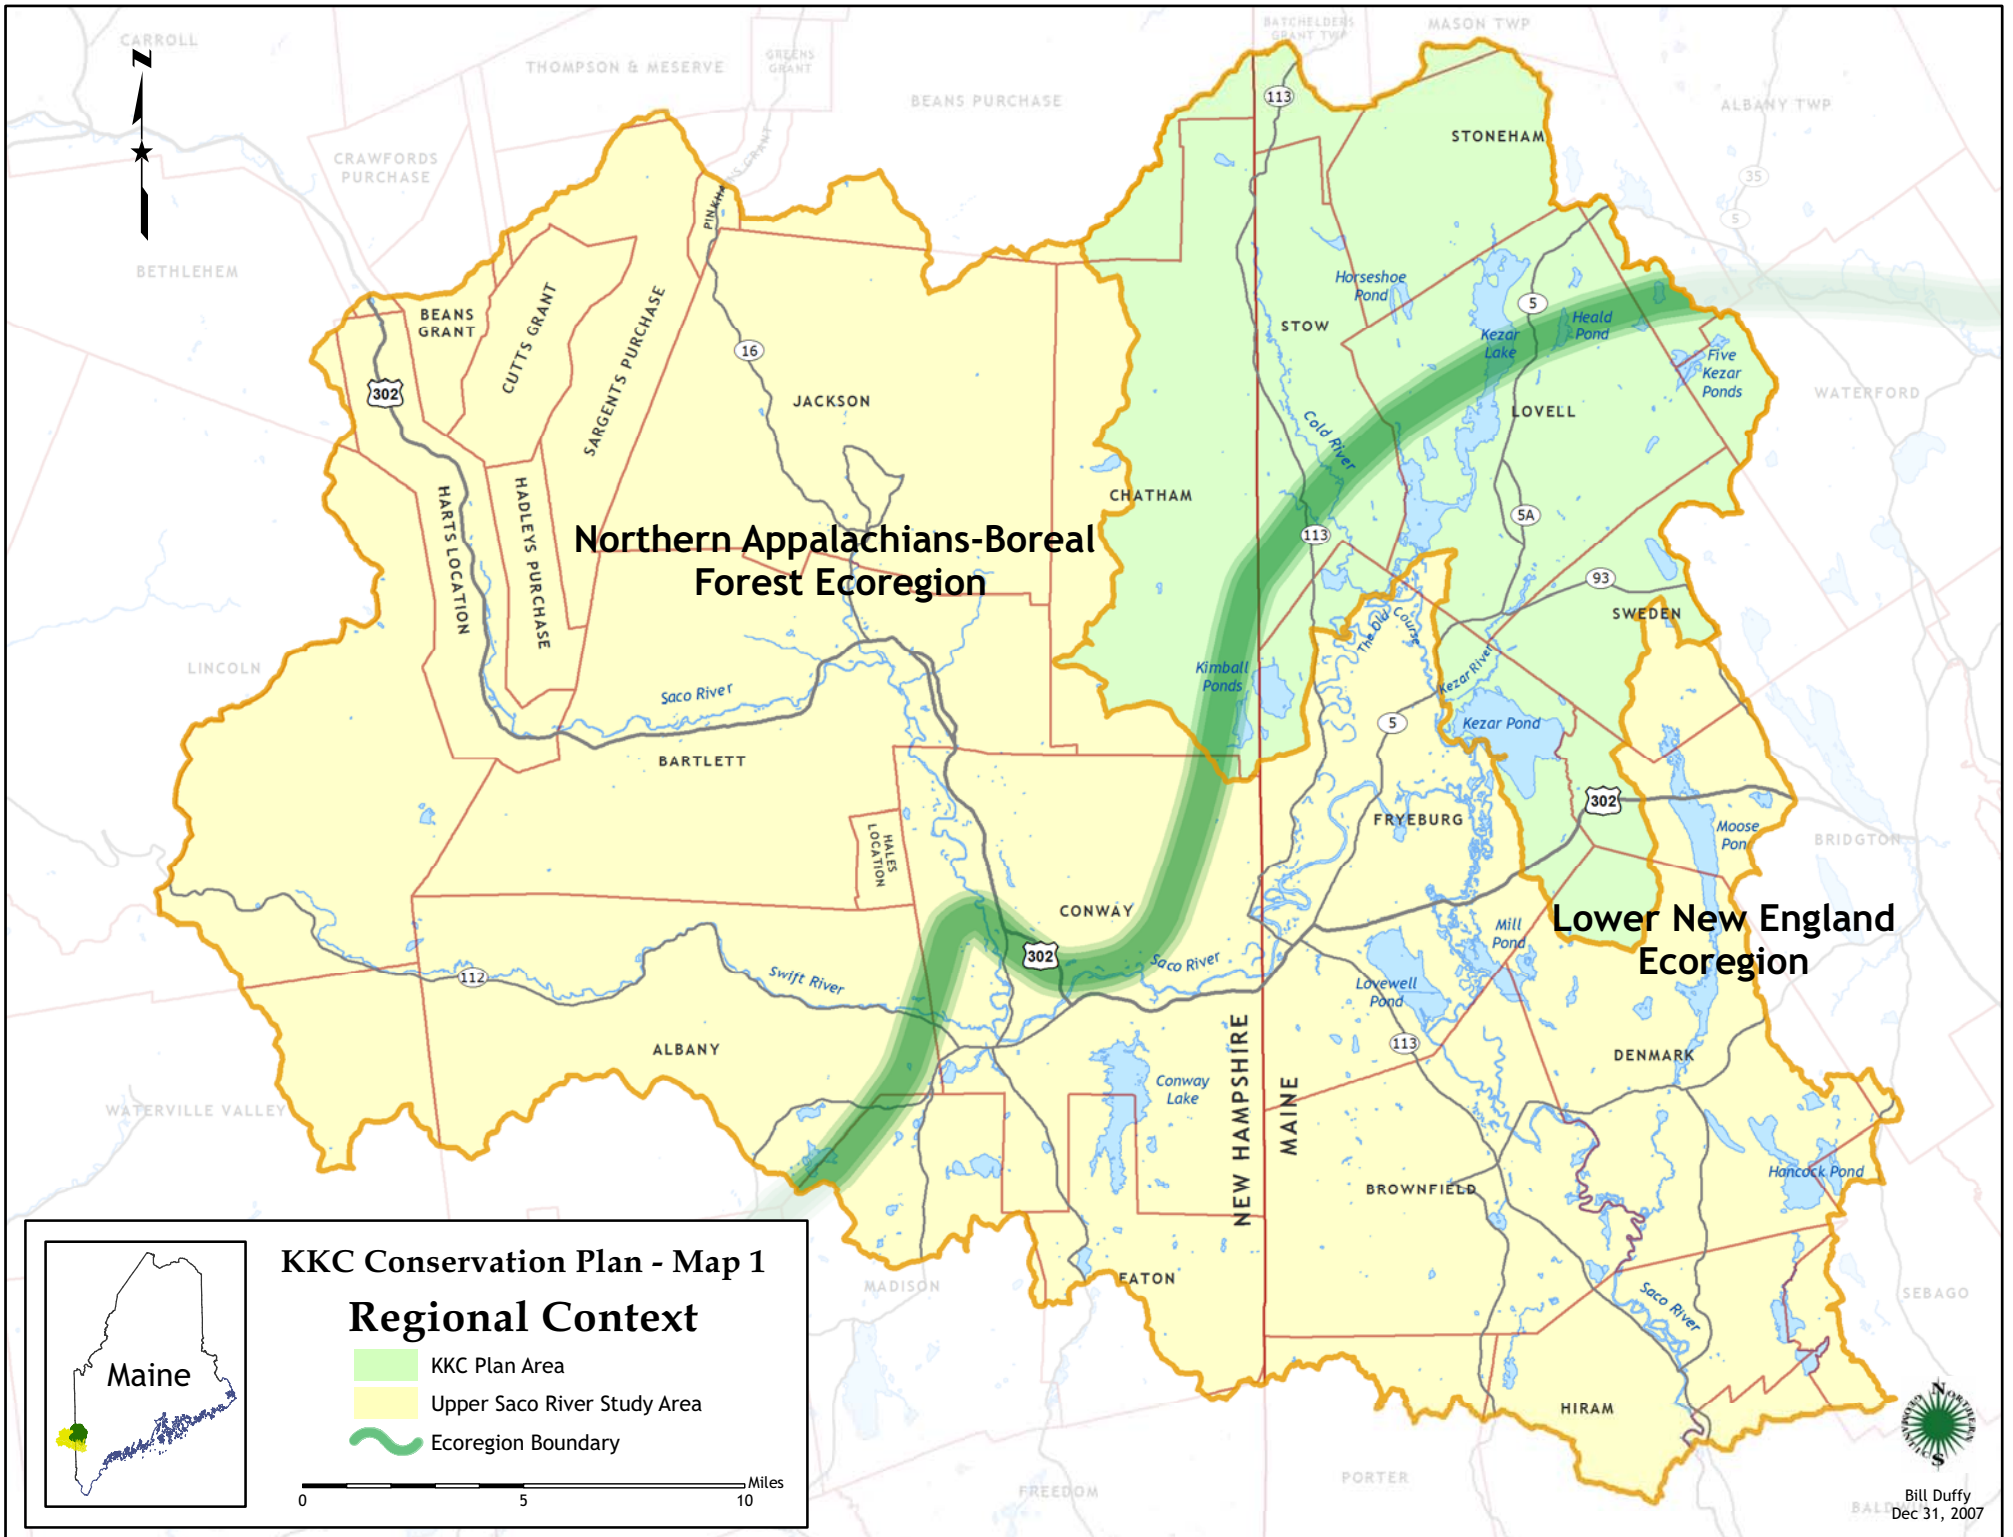 CARROLL
THOMPSON & MESERVE
GREENS
GRANT
BEANS PURCHASE
BATCHELDERS
GRANT TWP
MASON TWP
ALBANY TWP
N
CRAWFORDS
PURCHASE
BETHLEHEM
113
STONEHAM
35
5
PINKHAMS GRANT
BEANS
GRANT
CUTTS GRANT
SARGENTS PURCHASE
302
16
JACKSON
Horseshoe
Pond
STOW
Kezar
Lake
5
Heald
Pond
Five
Kezar
Ponds
WATERFORD
LOVELL
Cold River
CHATHAM
HARTS LOCATION
HADLEYS PURCHASE
Northern Appalachians-Boreal
Forest Ecoregion
113
5A
93
SWEDEN
The Old Course
LINCOLN
Saco River
Kimball
Ponds
Kezar River
Kezar Pond
5
BARTLETT
302
FRYEBURG
Moose
Pon
BRIDGTON
HALES
LOCATION
CONWAY
Lower New England
Ecoregion
Mill
Pond
302
Saco River
Swift River
112
Lovewell
Pond
ALBANY
113
DENMARK
WATERVILLE VALLEY
Conway
Lake
NEW HAMPSHIRE
MAINE
BROWNFIELD
Hancock Pond
MADISON
EATON
Saco River
SEBAGO
HIRAM
FREEDOM
PORTER
BALDWIN
KKC Conservation Plan - Map 1
Regional Context
Maine
KKC Plan Area
Upper Saco River Study Area
Ecoregion Boundary
Miles
0 5 10
N
NORTHERN
S
Bill Duffy
Dec 31, 2007